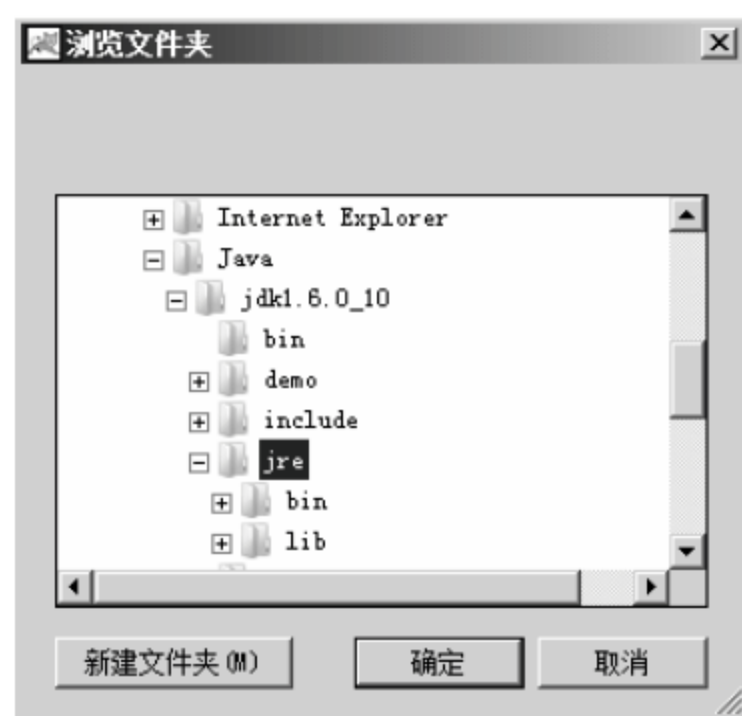 浏览文件夹
Internet Explorer
Java
jdk1.6.0_10
bin
demo
include
jre
bin
lib
新建文件夹(M)
确定
取消